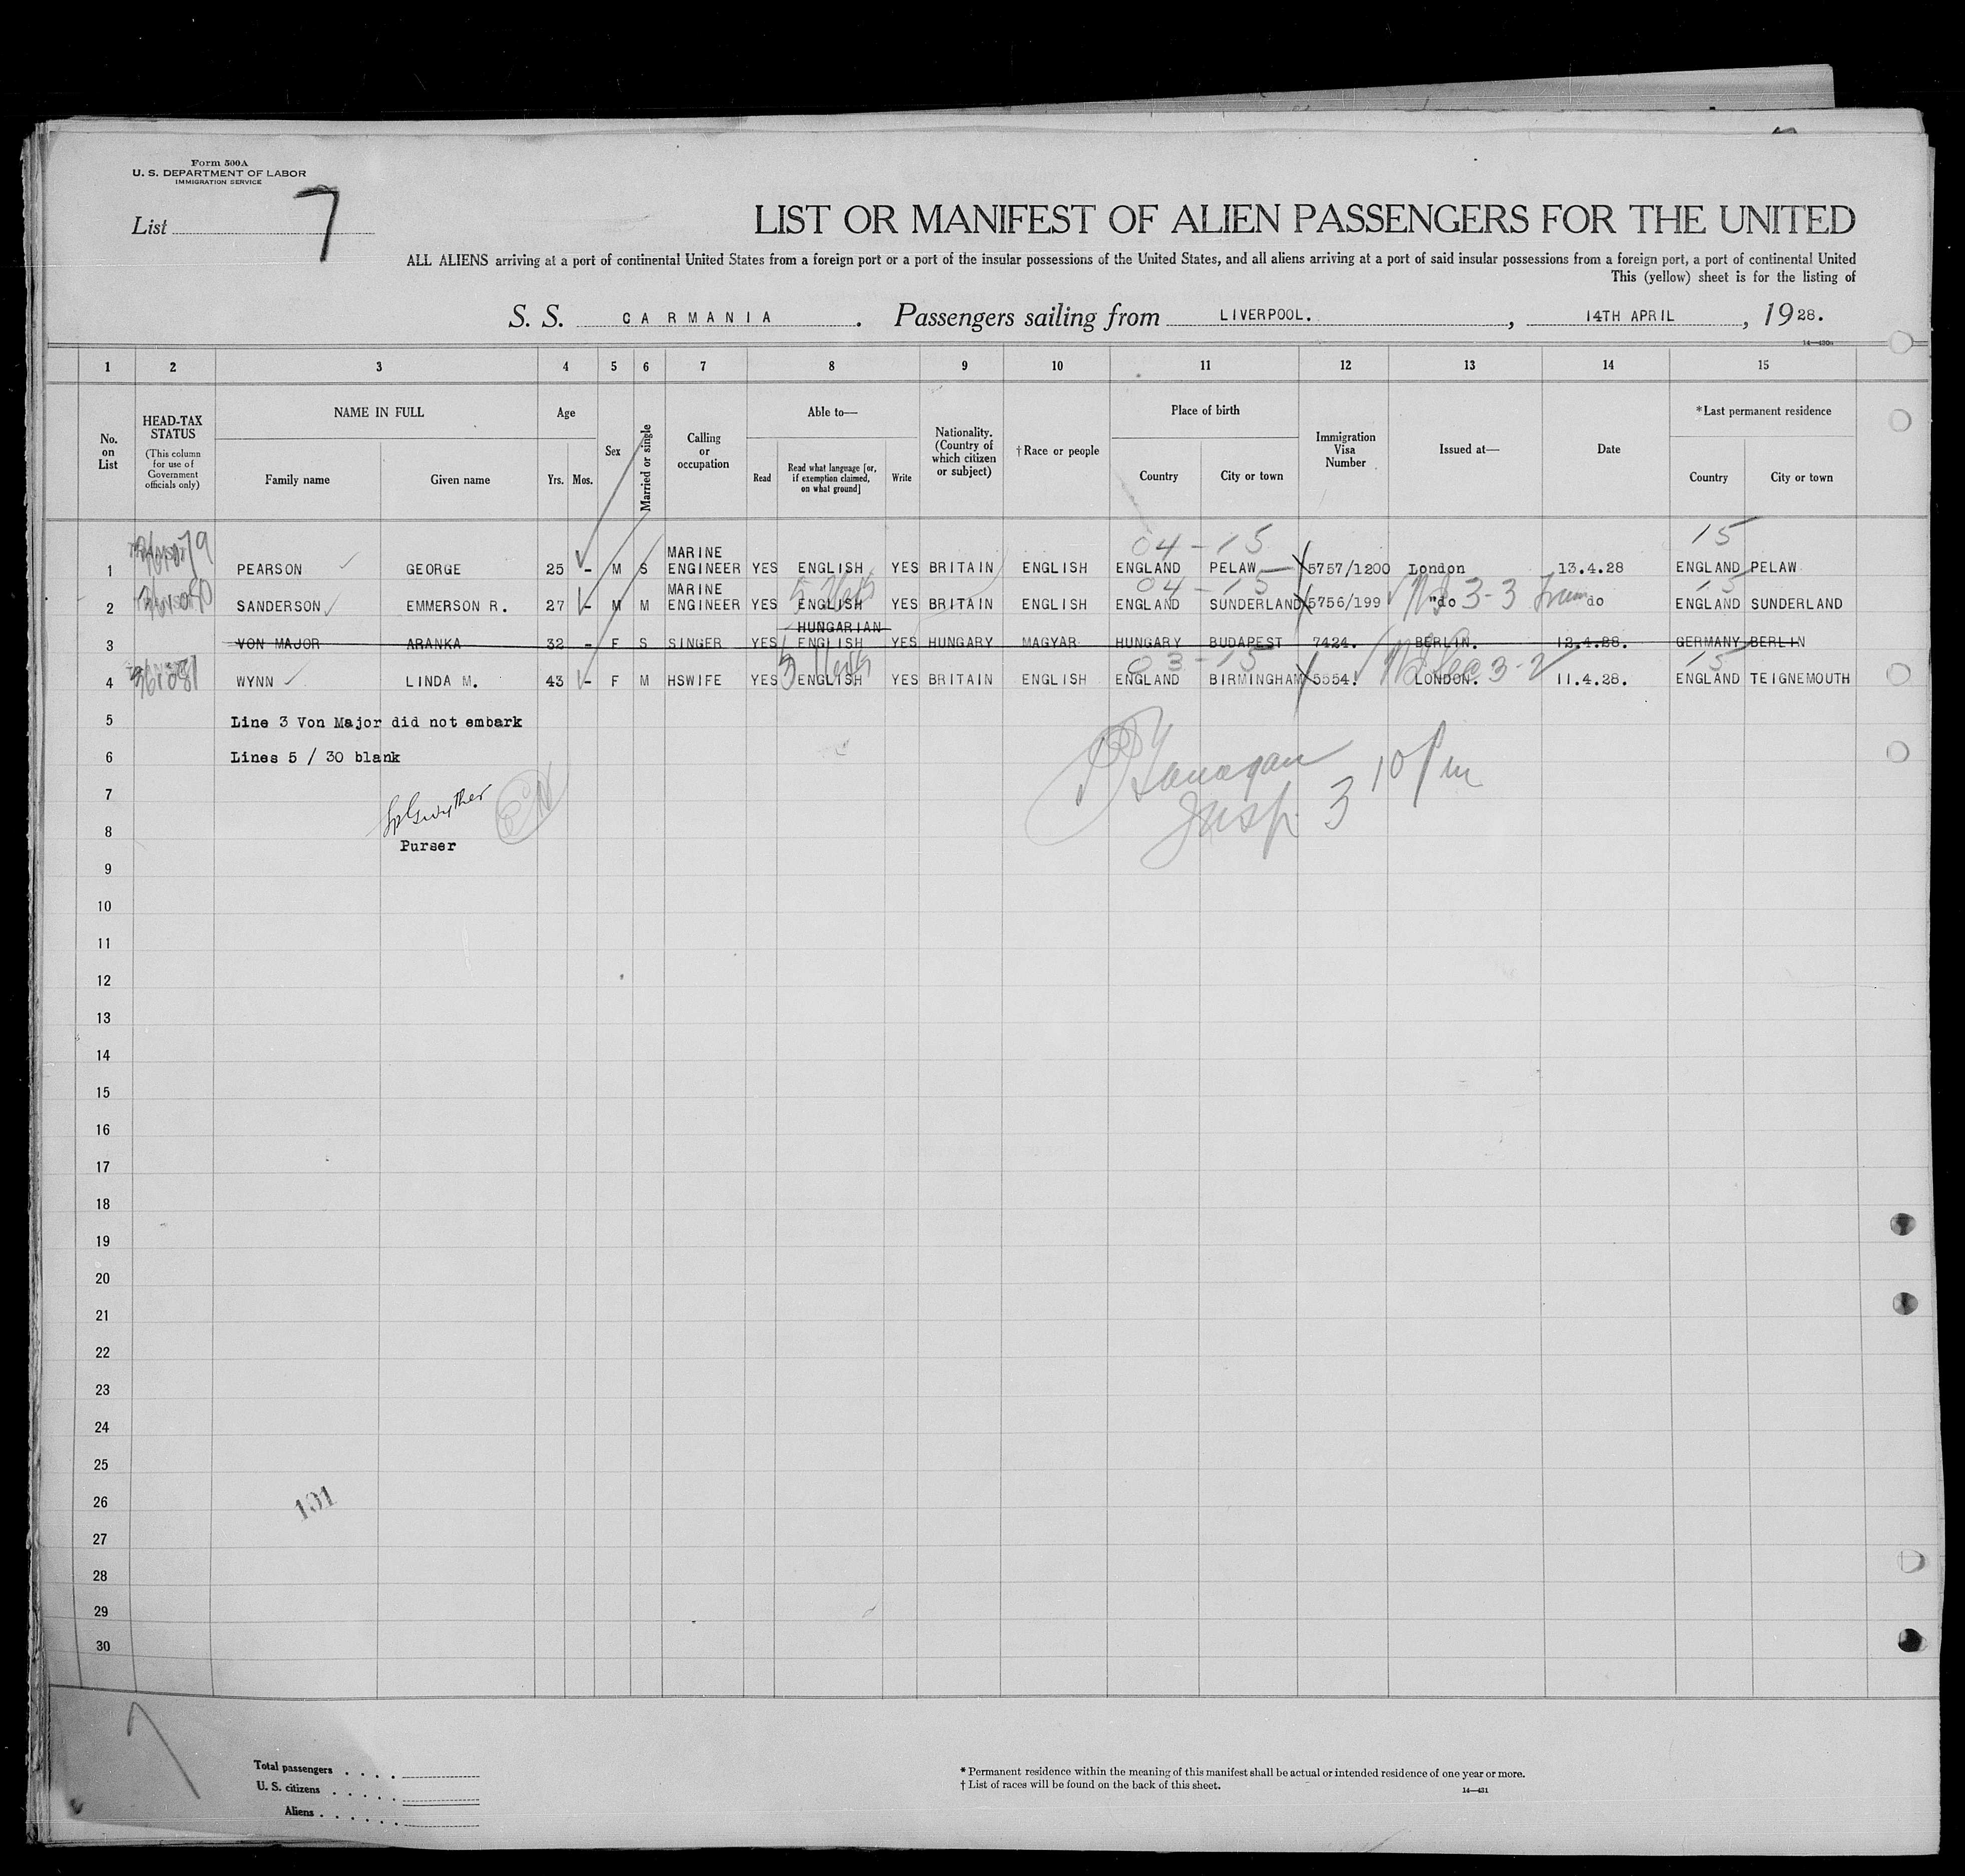 Form 500A
U. S. DEPARTMENT OF LABOR
IMMIGRATION SERVICE
List 7
LIST OR MANIFEST OF ALIEN PASSENGERS FOR THE UNITED
ALL ALIENS arriving at a port of continental United States from a foreign port or a port of the insular possessions of the United States, and all aliens arriving at a port of said insular possessions from a foreign port, a port of continental United
This (yellow) sheet is for the listing of
S. S. CARMANIA. Passengers sailing from LIVERPOOL., 14TH APRIL, 1928.
14—430a
1 2 3 4 5 6 7 8 9 10 11 12 13 14 15
No. on List
HEAD-TAX STATUS
(This column for use of Government officials only)
NAME IN FULL
Family name Given name
Age
Yrs. Mos.
Sex
Married or single
Calling or occupation
Able to—
Read
Read what language [or, if exemption claimed, on what ground]
Write
Nationality. (Country of which citizen or subject)
†Race or people
Place of birth
Country City or town
Immigration Visa Number
Issued at—
Date
*Last permanent residence
Country City or town
04-15 15
1 PEARSON GEORGE 25 - M S MARINE ENGINEER YES ENGLISH YES BRITAIN ENGLISH ENGLAND PELAW 5757/1200 London 13.4.28 ENGLAND PELAW
04-15 3-3 15
2 SANDERSON EMMERSON R. 27 - M M MARINE ENGINEER YES ENGLISH YES BRITAIN ENGLISH ENGLAND SUNDERLAND 5756/199 "do do ENGLAND SUNDERLAND
3 VON MAJOR ARANKA 32 - F S SINGER YES HUNGARIAN ENGLISH YES HUNGARY MAGYAR HUNGARY BUDAPEST 7424. BERLIN. 12.4.28. GERMANY BERLIN
03-15 3-2 15
4 WYNN LINDA M. 43 - F M HSWIFE YES ENGLISH YES BRITAIN ENGLISH ENGLAND BIRMINGHAM 5554. LONDON. 11.4.28. ENGLAND TEIGNEMOUTH
5 Line 3 Von Major did not embark
6 Lines 5 / 30 blank
7
8
Purser
Insp. 3 10 pm
9
10
11
12
13
14
15
16
17
18
19
20
21
22
23
24
25
26
101
27
28
29
30
Total passengers . . . .
U. S. citizens . . . . .
Aliens . . . . . .
* Permanent residence within the meaning of this manifest shall be actual or intended residence of one year or more.
† List of races will be found on the back of this sheet.
14—431